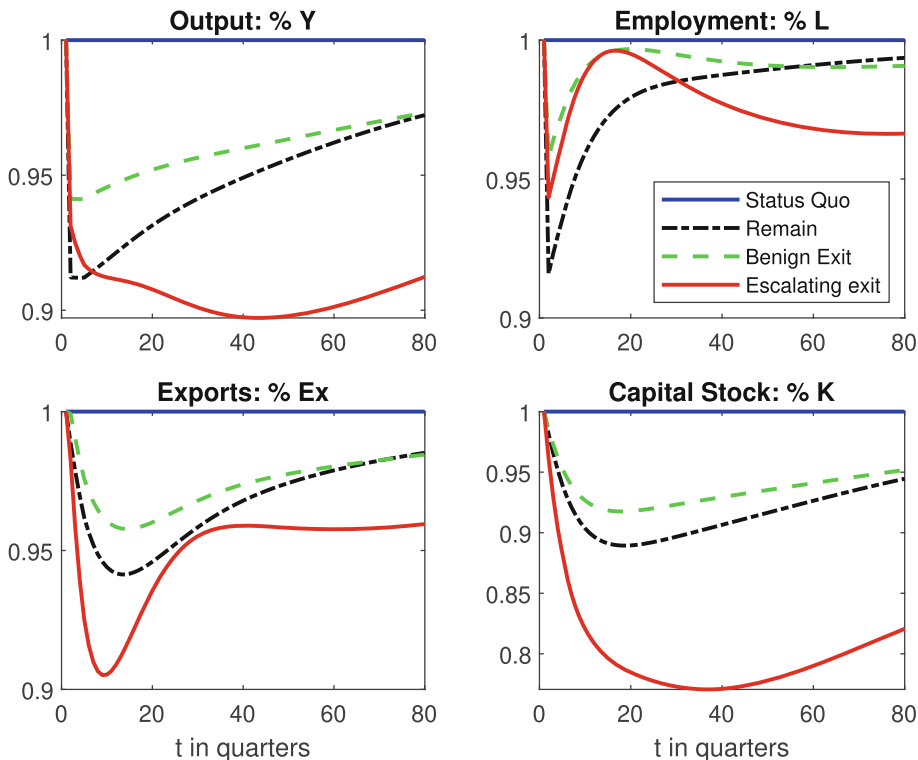 Output: % Y
1
0.95
0.9
0 20 40 60 80
Employment: % L
1
0.95
0.9
0 20 40 60 80
Status Quo
Remain
Benign Exit
Escalating exit
Exports: % Ex
1
0.95
0.9
0 20 40 60 80
t in quarters
Capital Stock: % K
1
0.95
0.9
0.85
0.8
0 20 40 60 80
t in quarters